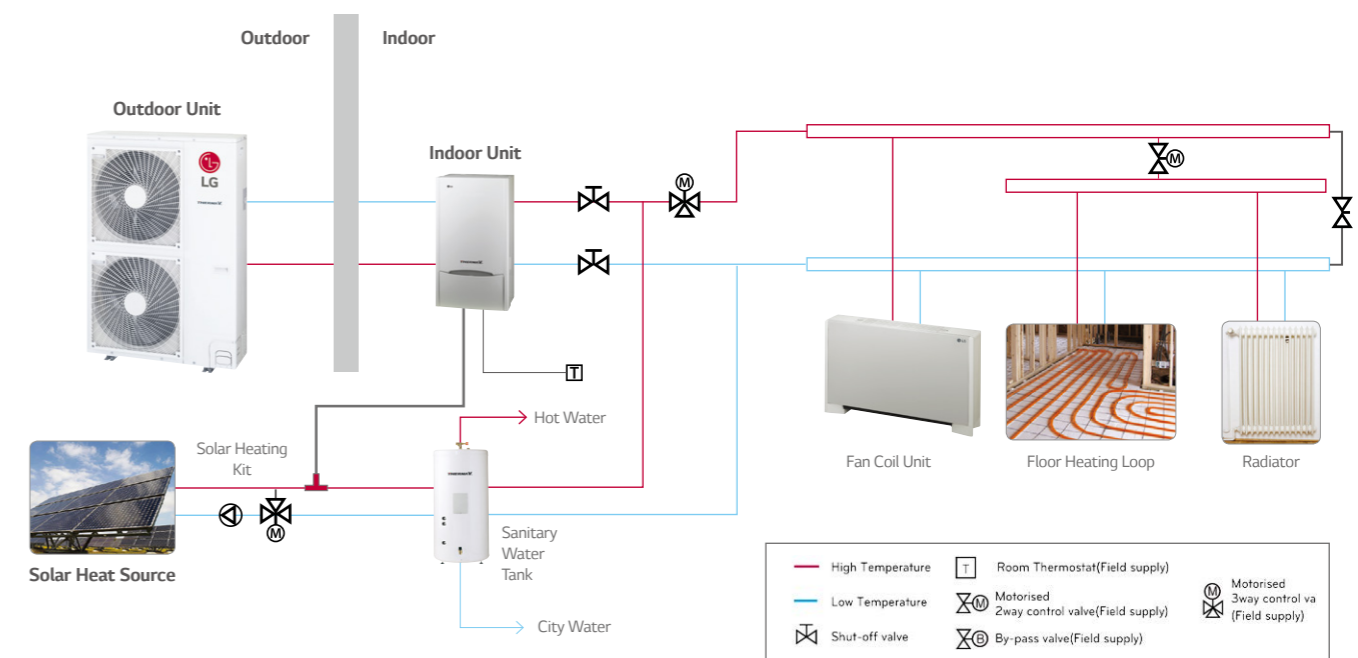 Outdoor
Indoor
Outdoor Unit
LG
Indoor Unit
M
M
T
Hot Water
Solar Heating
Kit
M
Solar Heat Source
Sanitary
Water
Tank
City Water
Fan Coil Unit
Floor Heating Loop
Radiator
High Temperature
Low Temperature
Shut-off valve
T
Room Thermostat(Field supply)
M
Motorised
2way control valve(Field supply)
B
By-pass valve(Field supply)
M
Motorised
3way control va
(Field supply)